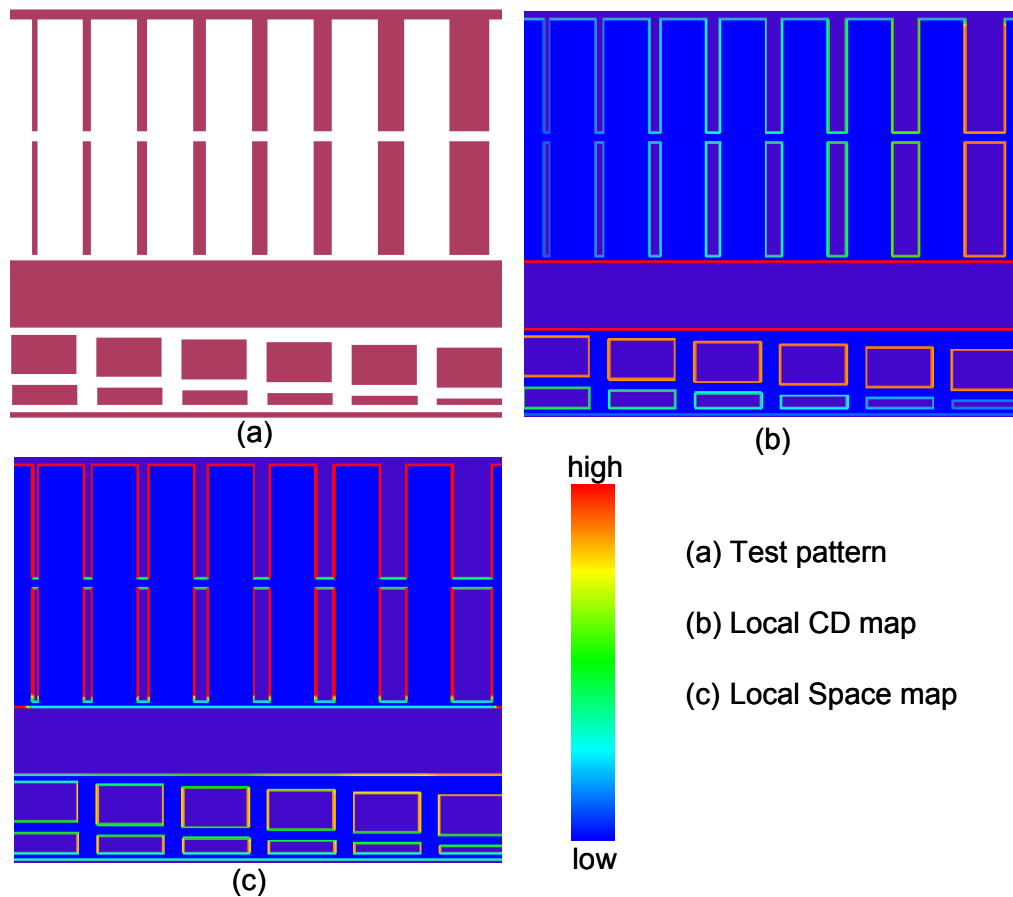 (a)
(b)
high
(a) Test pattern
(b) Local CD map
(c) Local Space map
low
(c)